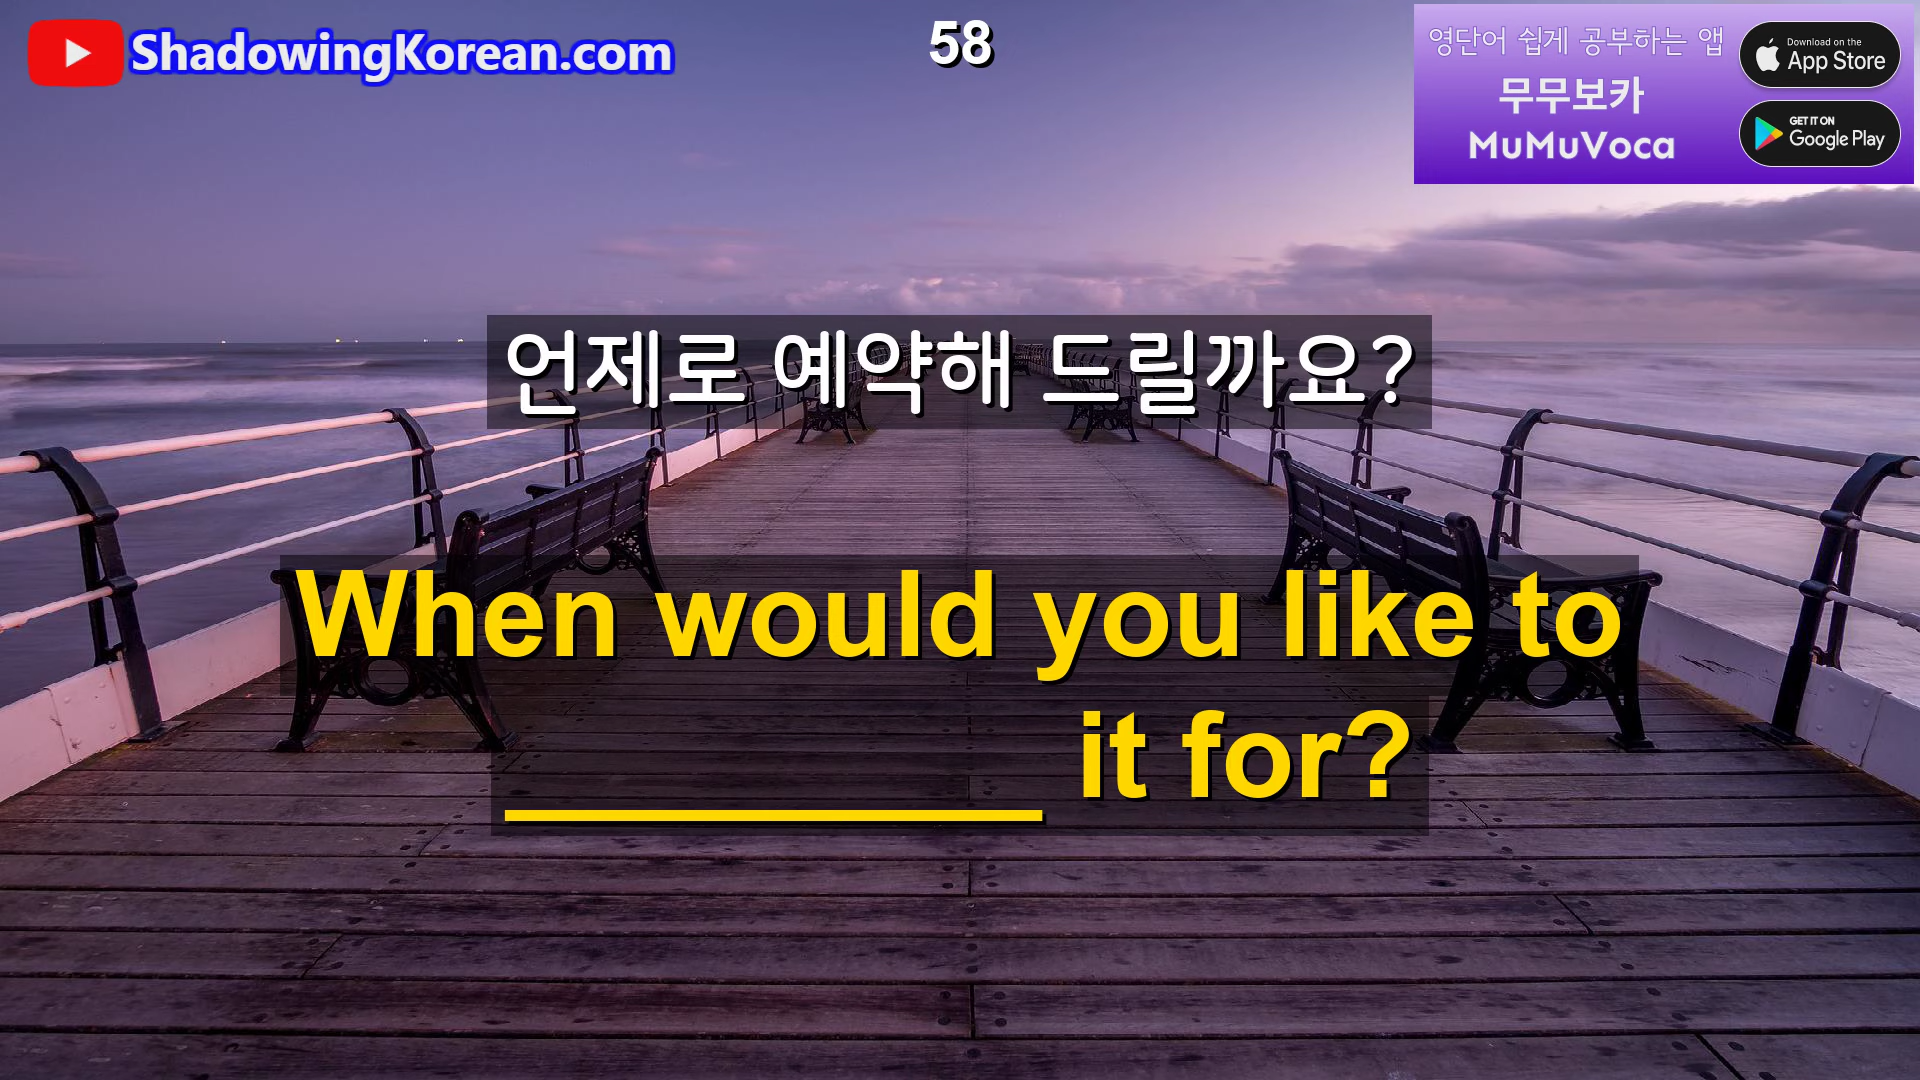 ShadowingKorean.com
58
영단어 쉽게 공부하는 앱
무무보카
MuMuVoca
Download on the
App Store
GET IT ON
Google Play
언제로 예약해 드릴까요?
When would you like to
________ it for?